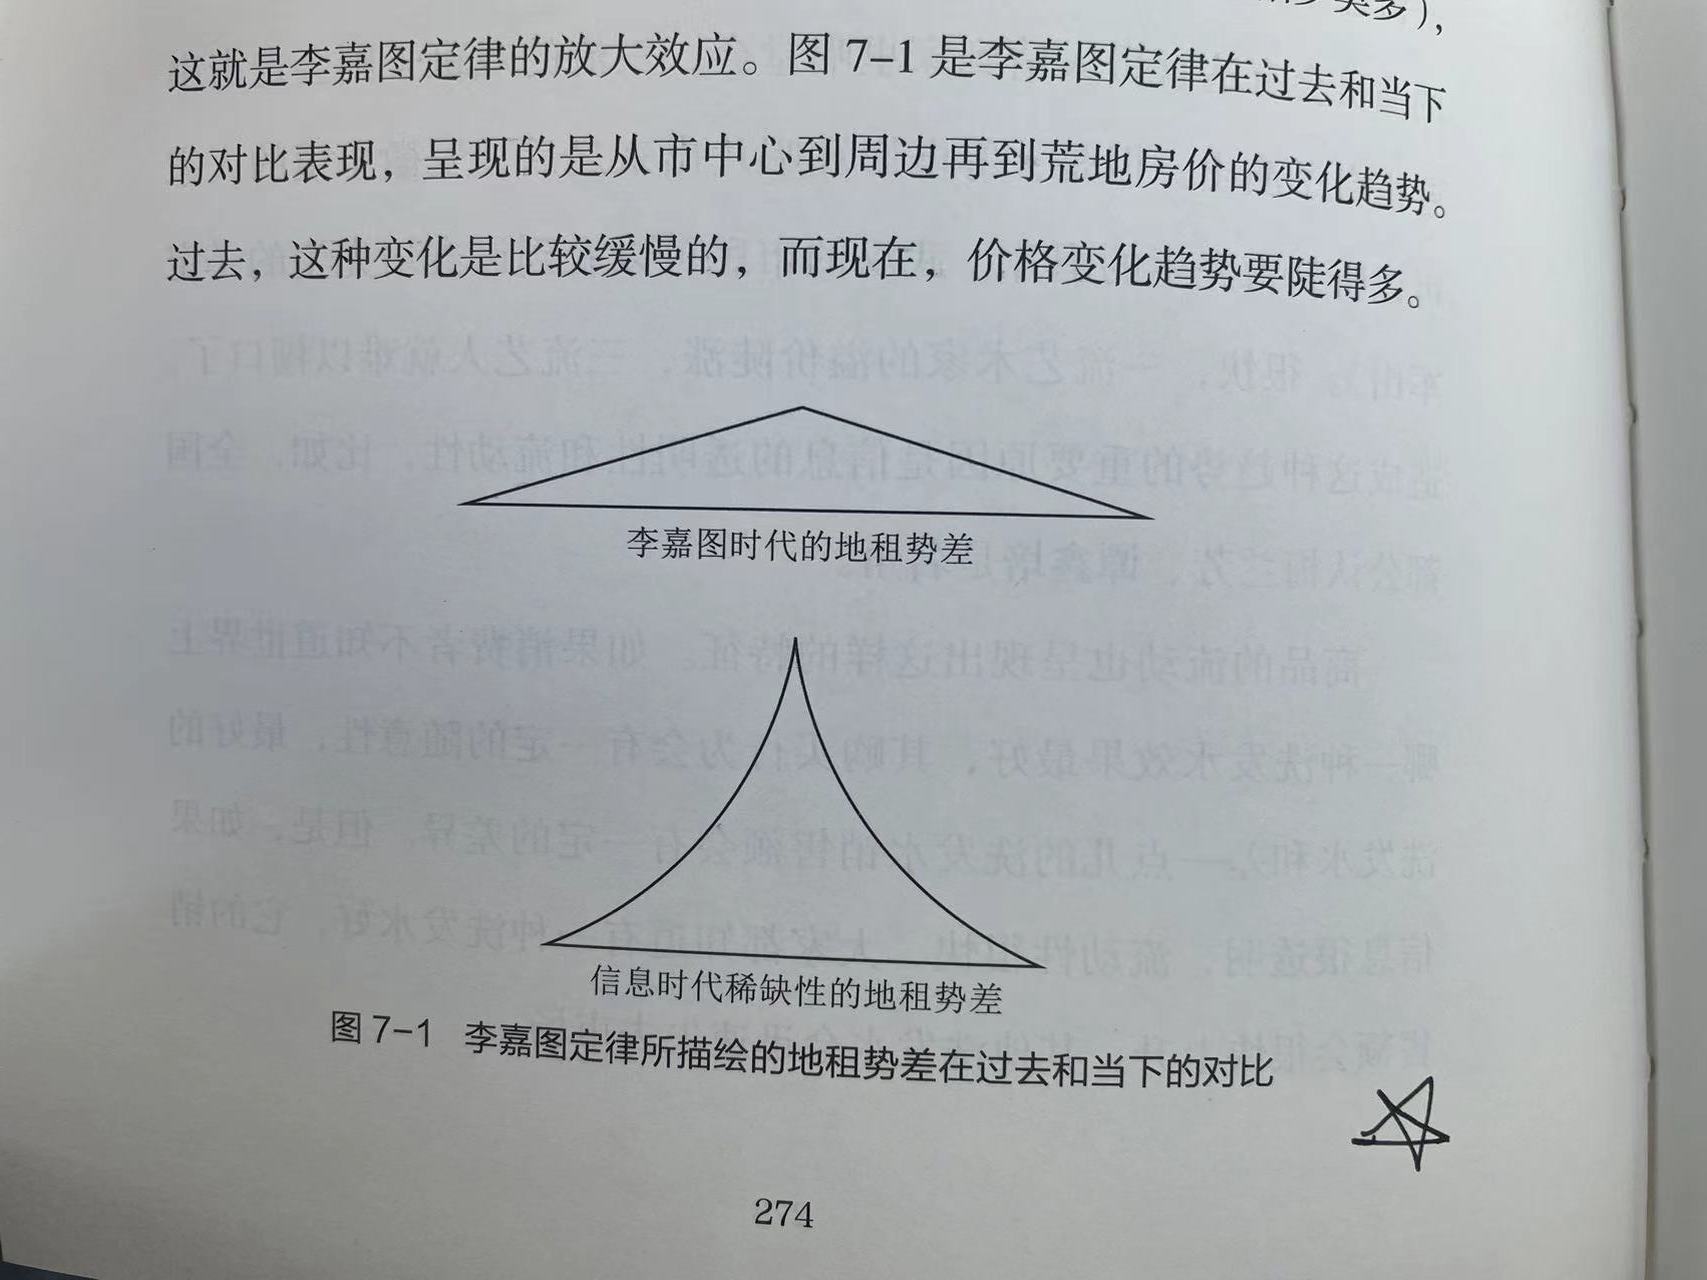 这就是李嘉图定律的放大效应。图 7-1 是李嘉图定律在过去和当下
的对比表现，呈现的是从市中心到周边再到荒地房价的变化趋势。
过去，这种变化是比较缓慢的，而现在，价格变化趋势要陡得多。
李嘉图时代的地租势差
信息时代稀缺性的地租势差
图 7-1 李嘉图定律所描绘的地租势差在过去和当下的对比
274